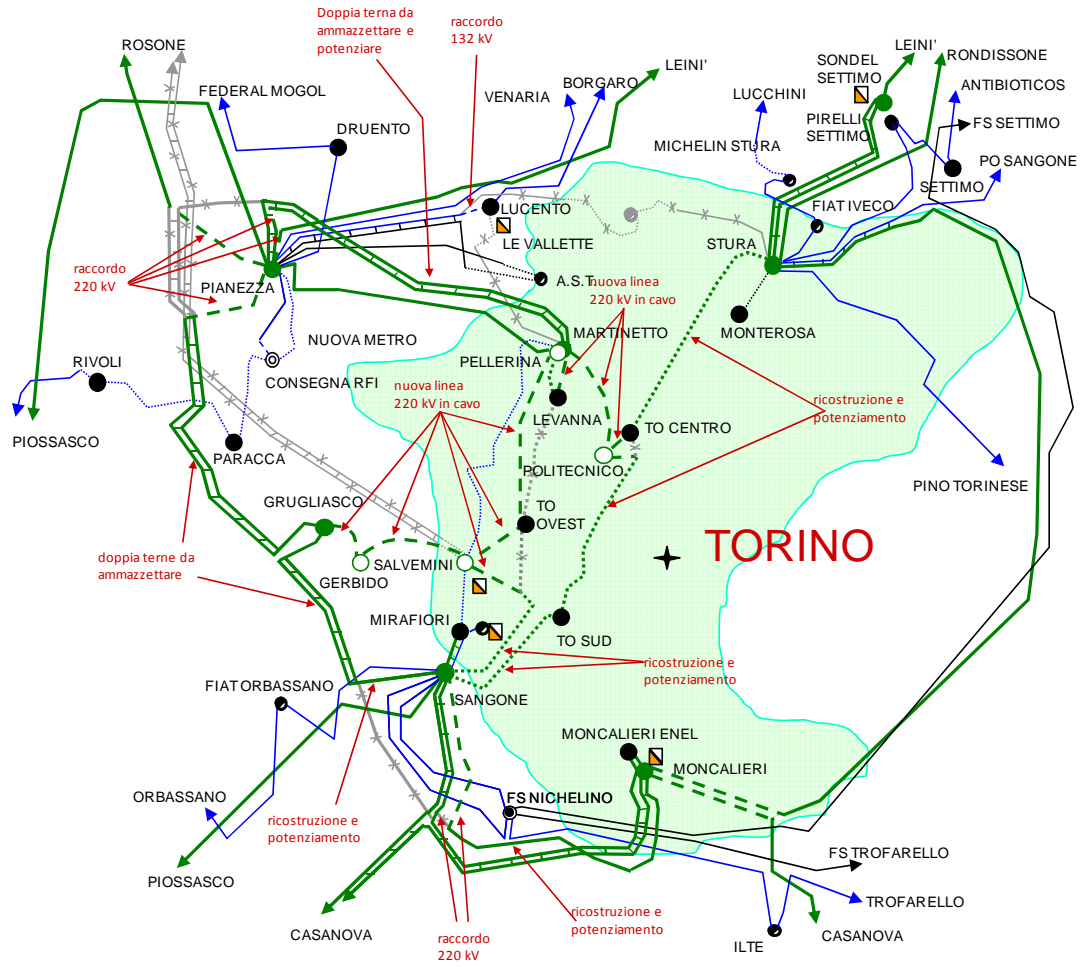 Doppia terna da
ammazzettare e
potenziare
raccordo
132 kV
ROSONE
LEINI'
RONDISSONE
SONDEL
SETTIMO
LEINI'
BORGARO
FEDERAL MOGOL
VENARIA
LUCCHINI
ANTIBIOTICOS
DRUENTO
PIRELLI
SETTIMO
FS SETTIMO
MICHELIN STURA
PO SANGONE
SETTIMO
LUCENTO
FIAT IVECO
LE VALLETTE
STURA
raccordo
220 kV
PIANEZZA
A.S.T.
nuova linea
220 kV in cavo
MARTINETTO
MONTEROSA
NUOVA METRO
PELLERINA
RIVOLI
CONSEGNA RFI
nuova linea
220 kV in cavo
ricostruzione e
potenziamento
LEVANNA
TO CENTRO
PIOSSASCO
PARACCA
POLITECNICO
PINO TORINESE
GRUGLIASCO
TO
OVEST
TORINO
doppia terne da
ammazzettare
GERBIDO
SALVEMINI
MIRAFIORI
TO SUD
ricostruzione e
potenziamento
FIAT ORBASSANO
SANGONE
MONCALIERI ENEL
MONCALIERI
ORBASSANO
FS NICHELINO
ricostruzione e
potenziamento
FS TROFARELLO
PIOSSASCO
TROFARELLO
ricostruzione e
potenziamento
CASANOVA
raccordo
220 kV
ILTE
CASANOVA